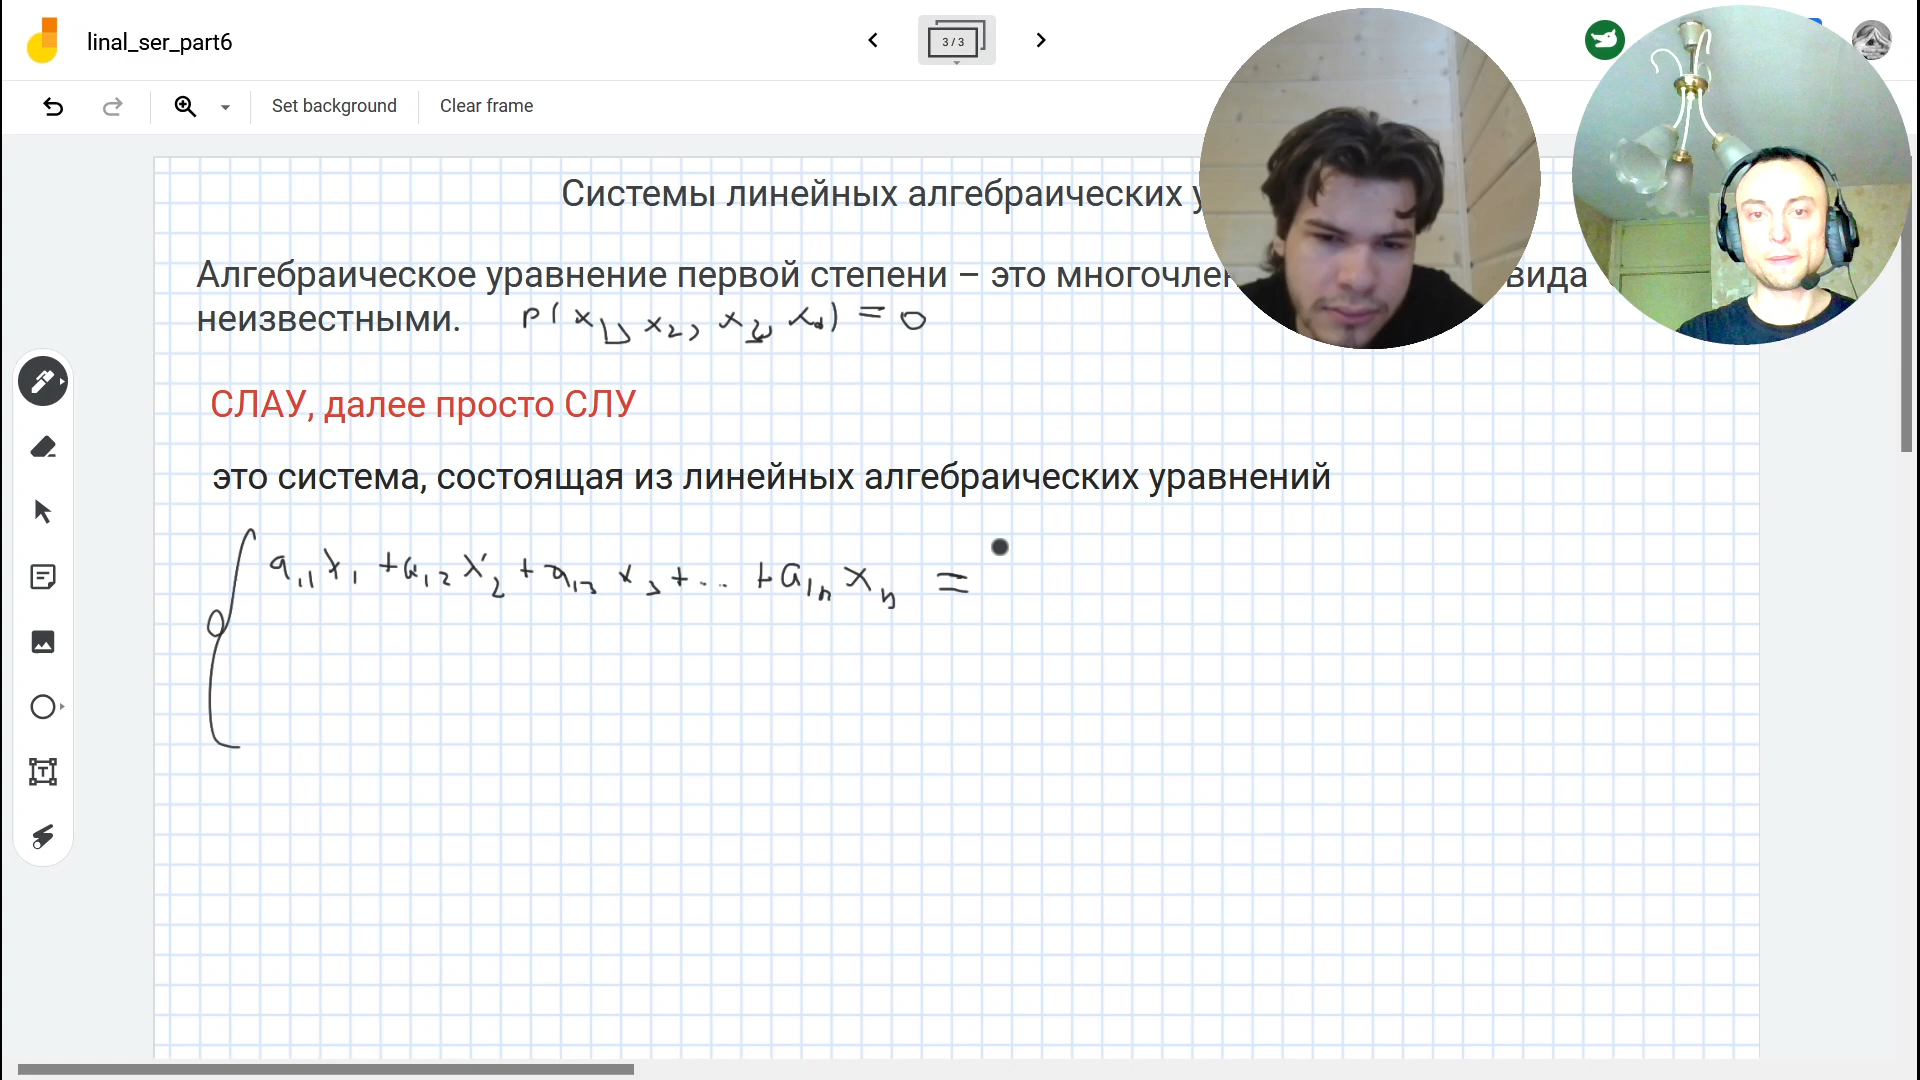 linal_ser_part6
3 / 3
Set background
Clear frame
Системы линейных алгебраических
Алгебраическое уравнение первой степени – это вида
неизвестными. P(x₁, x₂, x₃, x₄) = 0
СЛАУ, далее просто СЛУ
это система, состоящая из линейных алгебраических уравнений
a₁₁x₁ + a₁₂x₂ + a₁₃x₃ + ... + a₁ₙxₙ =